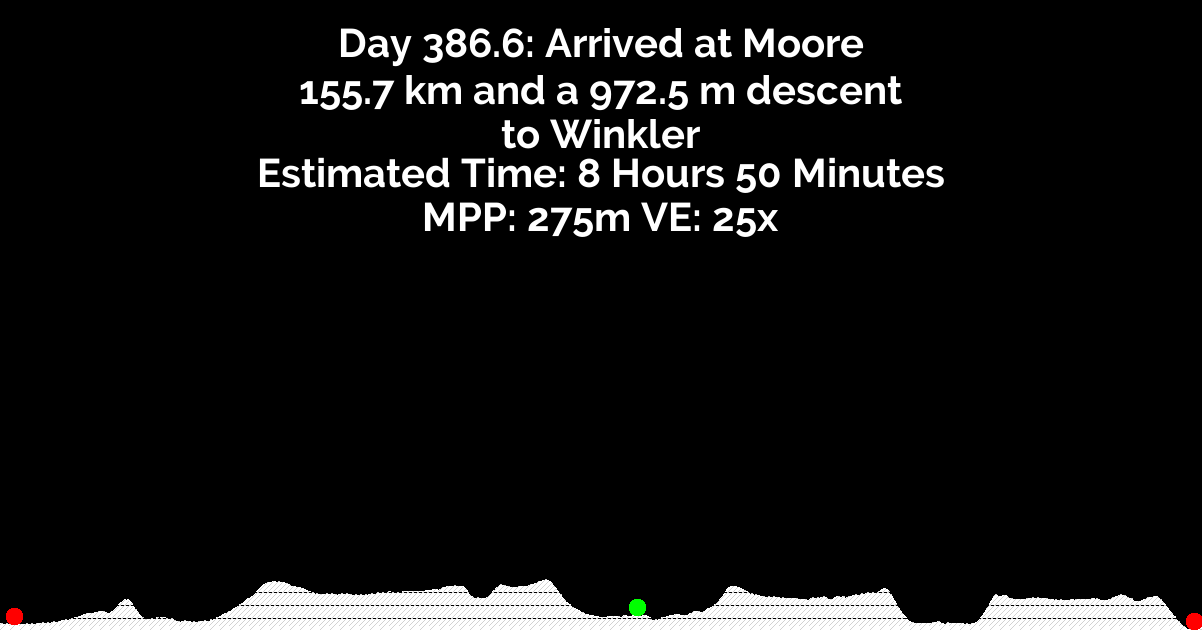 Day 386.6: Arrived at Moore
155.7 km and a 972.5 m descent
to Winkler
Estimated Time: 8 Hours 50 Minutes
MPP: 275m VE: 25x